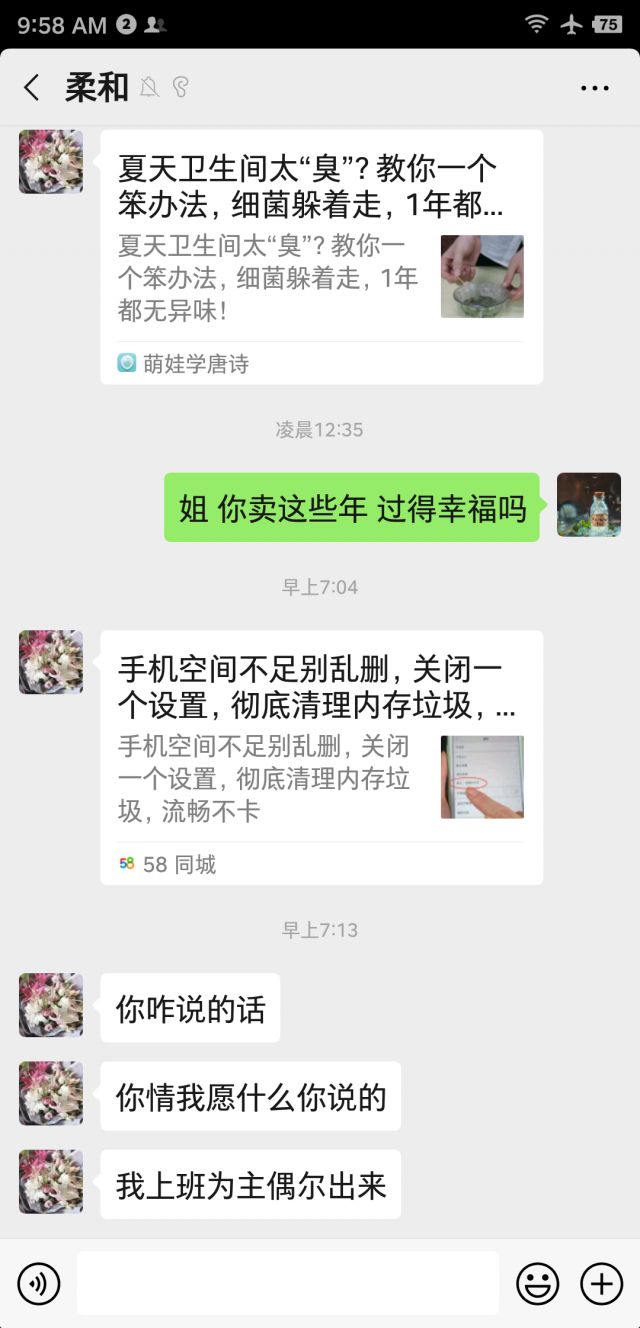 9:58 AM 2
75
柔和
夏天卫生间太“臭”?教你一个
笨办法,细菌躲着走,1年都...
夏天卫生间太“臭”?教你一
个笨办法,细菌躲着走,1年
都无异味!
萌娃学唐诗
凌晨12:35
姐 你卖这些年 过得幸福吗
早上7:04
手机空间不足别乱删,关闭一
个设置,彻底清理内存垃圾,...
手机空间不足别乱删,关闭
一个设置,彻底清理内存垃
圾,流畅不卡
58 58 同城
早上7:13
你咋说的话
你情我愿什么你说的
我上班为主偶尔出来